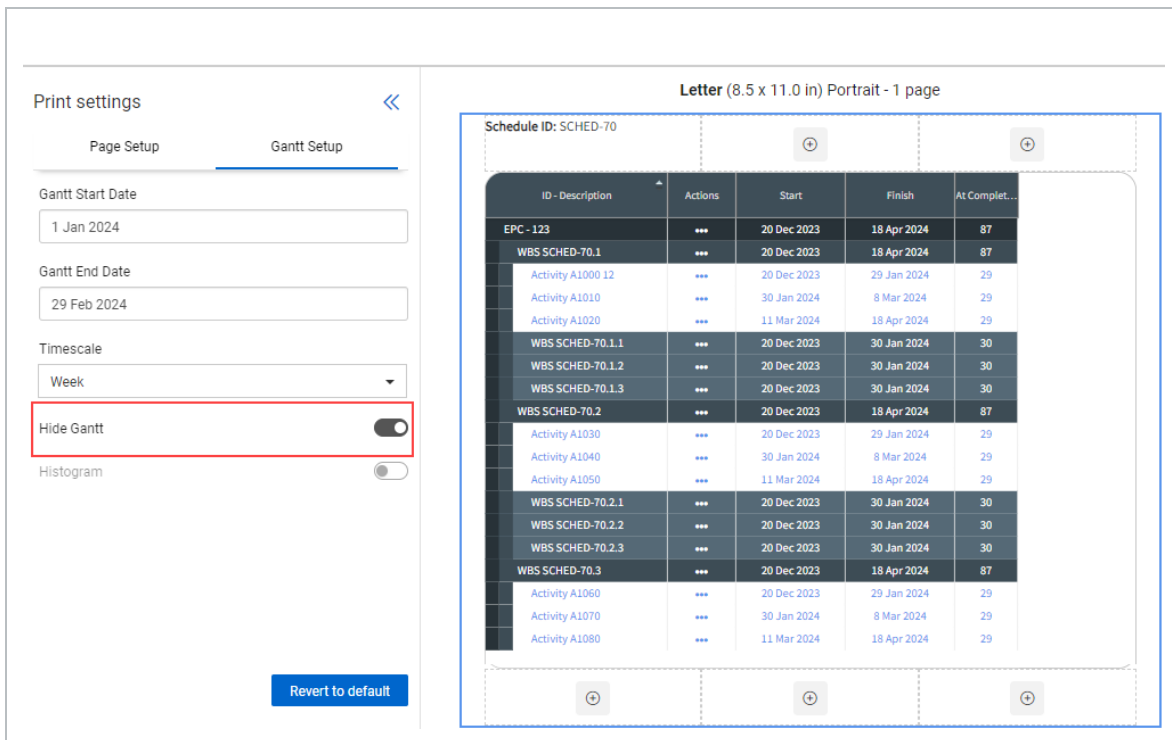 Print settings
Page Setup
Gantt Setup
Gantt Start Date
1 Jan 2024
Gantt End Date
29 Feb 2024
Timescale
Week
Hide Gantt
Histogram
Revert to default
Letter (8.5 x 11.0 in) Portrait - 1 page
Schedule ID: SCHED-70
ID - Description Actions Start Finish At Complet...
EPC - 123 ••• 20 Dec 2023 18 Apr 2024 87
WBS SCHED-70.1 ••• 20 Dec 2023 18 Apr 2024 87
Activity A1000 12 ••• 20 Dec 2023 29 Jan 2024 29
Activity A1010 ••• 30 Jan 2024 8 Mar 2024 29
Activity A1020 ••• 11 Mar 2024 18 Apr 2024 29
WBS SCHED-70.1.1 ••• 20 Dec 2023 30 Jan 2024 30
WBS SCHED-70.1.2 ••• 20 Dec 2023 30 Jan 2024 30
WBS SCHED-70.1.3 ••• 20 Dec 2023 30 Jan 2024 30
WBS SCHED-70.2 ••• 20 Dec 2023 18 Apr 2024 87
Activity A1030 ••• 20 Dec 2023 29 Jan 2024 29
Activity A1040 ••• 30 Jan 2024 8 Mar 2024 29
Activity A1050 ••• 11 Mar 2024 18 Apr 2024 29
WBS SCHED-70.2.1 ••• 20 Dec 2023 30 Jan 2024 30
WBS SCHED-70.2.2 ••• 20 Dec 2023 30 Jan 2024 30
WBS SCHED-70.2.3 ••• 20 Dec 2023 30 Jan 2024 30
WBS SCHED-70.3 ••• 20 Dec 2023 18 Apr 2024 87
Activity A1060 ••• 20 Dec 2023 29 Jan 2024 29
Activity A1070 ••• 30 Jan 2024 8 Mar 2024 29
Activity A1080 ••• 11 Mar 2024 18 Apr 2024 29